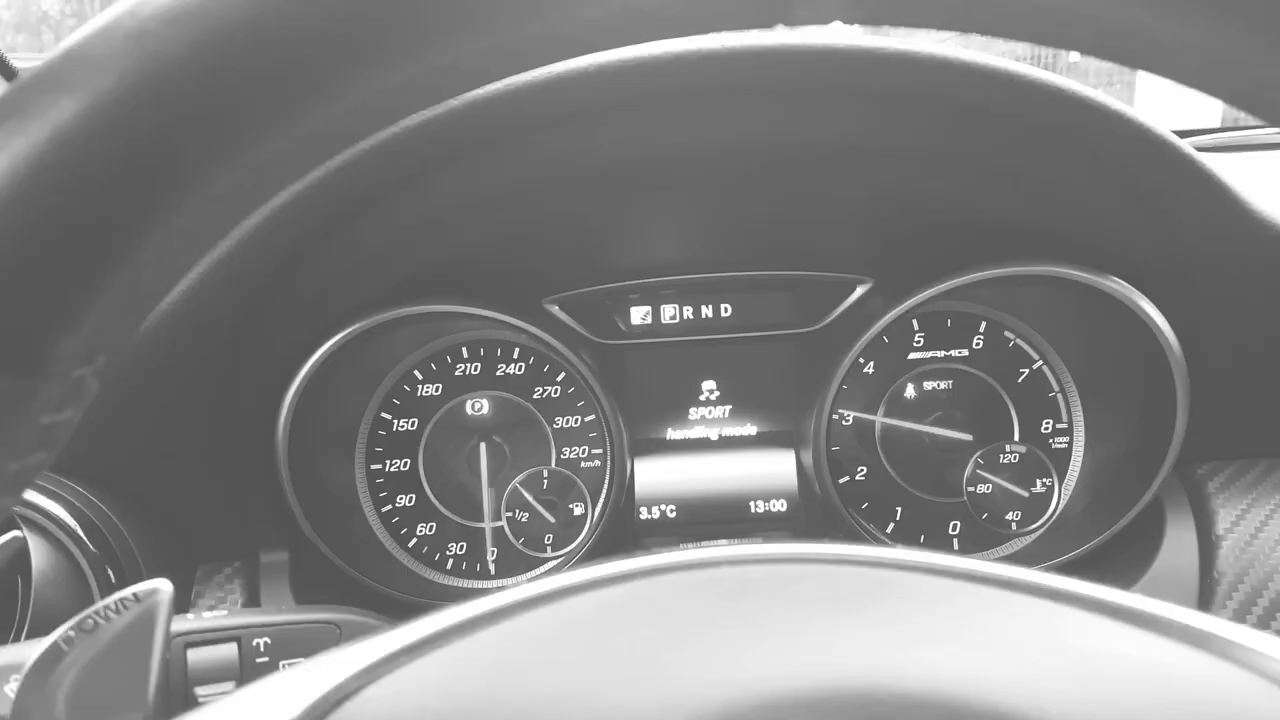 P R N D
SPORT
handling mode
3.5°C 13:00
0 30 60 90 120 150 180 210 240 270 300 320
km/h
P
1
1/2
0
0 1 2 3 4 5 6 7 8
x1000
1/min
AMG
SPORT
120
80
40
°C
DOWN